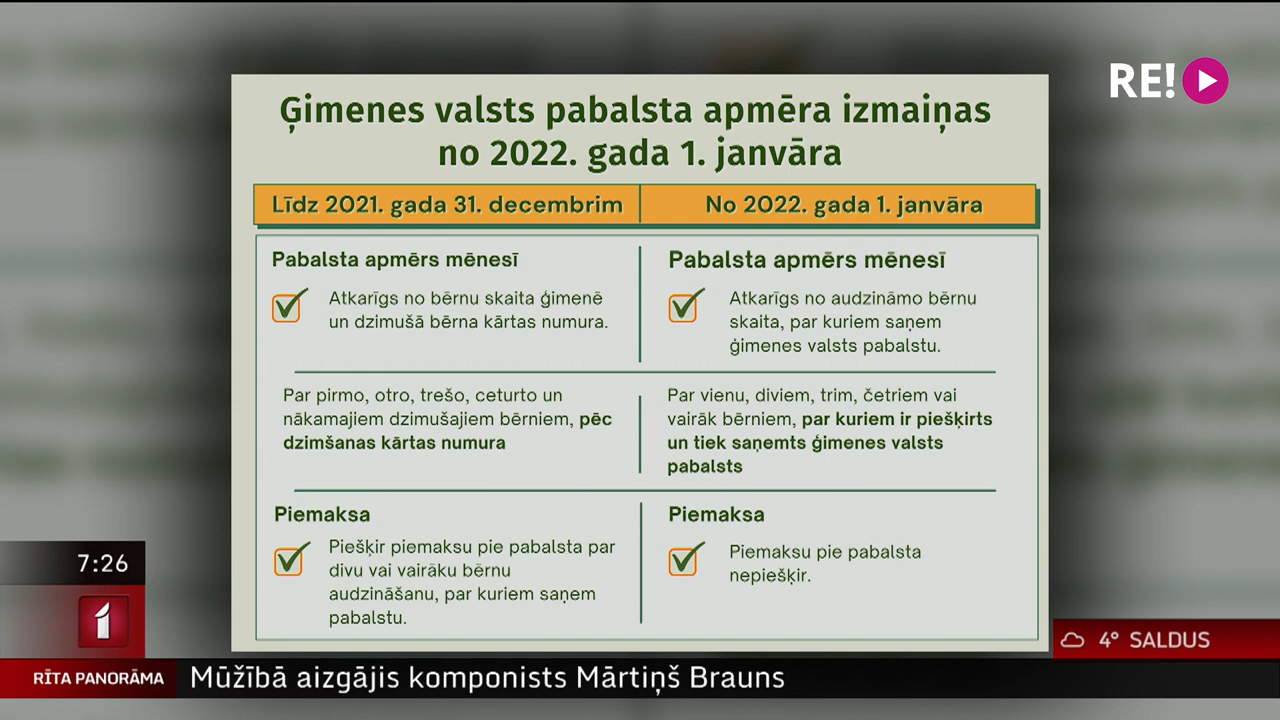 RE!
Ģimenes valsts pabalsta apmēra izmaiņas
no 2022. gada 1. janvāra
Līdz 2021. gada 31. decembrim
No 2022. gada 1. janvāra
Pabalsta apmērs mēnesī
Atkarīgs no bērnu skaita ģimenē
un dzimušā bērna kārtas numura.
Pabalsta apmērs mēnesī
Atkarīgs no audzināmo bērnu
skaita, par kuriem saņem
ģimenes valsts pabalstu.
Par pirmo, otro, trešo, ceturto un
nākamajiem dzimušajiem bērniem, pēc
dzimšanas kārtas numura
Par vienu, diviem, trim, četriem vai
vairāk bērniem, par kuriem ir piešķirts
un tiek saņemts ģimenes valsts
pabalsts
Piemaksa
Piešķir piemaksu pie pabalsta par
divu vai vairāku bērnu
audzināšanu, par kuriem saņem
pabalstu.
Piemaksa
Piemaksu pie pabalsta
nepiešķir.
7:26
1
4° SALDUS
RĪTA PANORĀMA
Mūžībā aizgājis komponists Mārtiņš Brauns